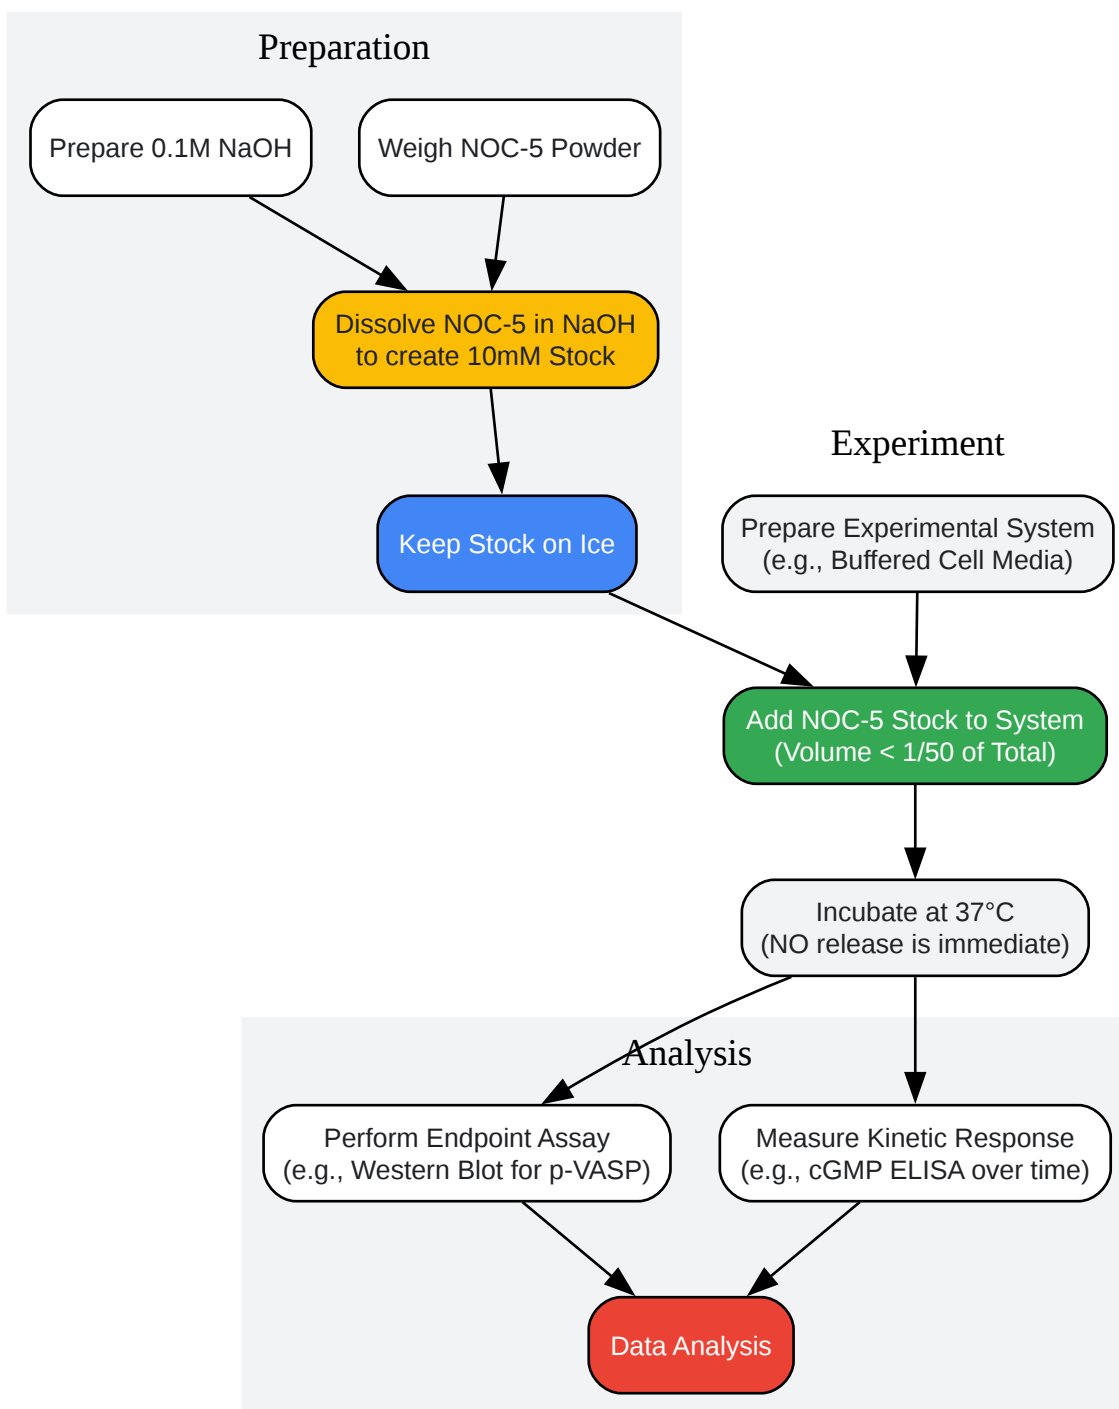 Preparation
Prepare 0.1M NaOH
Weigh NOC-5 Powder
Dissolve NOC-5 in NaOH
to create 10mM Stock
Keep Stock on Ice
Experiment
Prepare Experimental System
(e.g., Buffered Cell Media)
Add NOC-5 Stock to System
(Volume < 1/50 of Total)
Incubate at 37°C
(NO release is immediate)
Analysis
Perform Endpoint Assay
(e.g., Western Blot for p-VASP)
Measure Kinetic Response
(e.g., cGMP ELISA over time)
Data Analysis